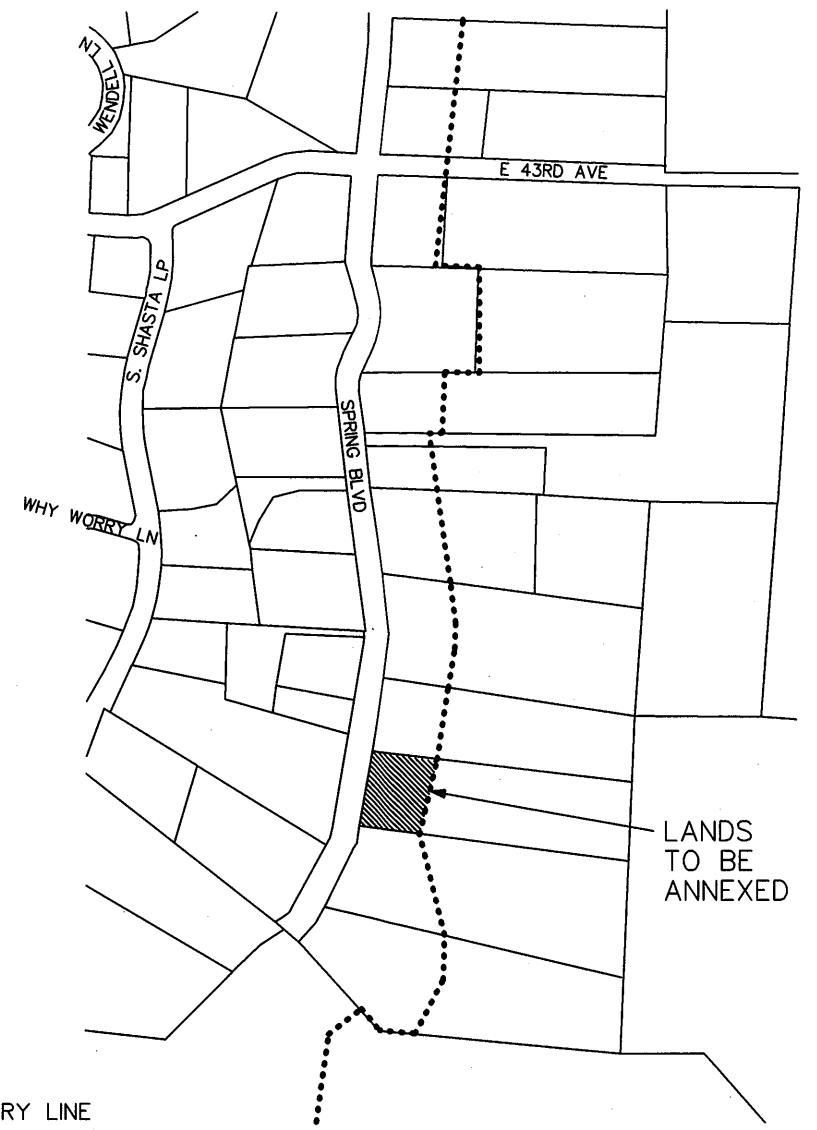 WENDELL LN
E 43RD AVE
S. SHASTA LP
SPRING BLVD
WHY WORRY LN
LANDS
TO BE
ANNEXED
RY LINE